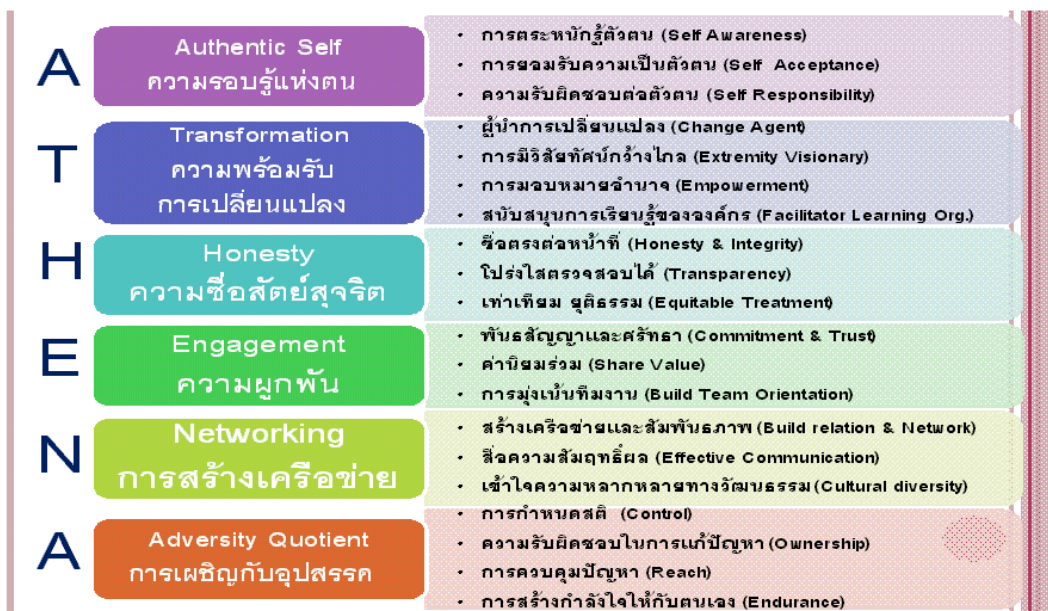 A
Authentic Self
ความรอบรู้แห่งตน
• การตระหนักรู้ตัวตน (Self Awareness)
• การยอมรับความเป็นตัวตน (Self Acceptance)
• ความรับผิดชอบต่อตัวตน (Self Responsibility)
T
Transformation
ความพร้อมรับ
การเปลี่ยนแปลง
• ผู้นำการเปลี่ยนแปลง (Change Agent)
• การมีวิสัยทัศน์กว้างไกล (Extremity Visionary)
• การมอบหมายอำนาจ (Empowerment)
• สนับสนุนการเรียนรู้ขององค์กร (Facilitator Learning Org.)
H
Honesty
ความซื่อสัตย์สุจริต
• ซื่อตรงต่อหน้าที่ (Honesty & Integrity)
• โปร่งใสตรวจสอบได้ (Transparency)
• เท่าเทียม ยุติธรรม (Equitable Treatment)
E
Engagement
ความผูกพัน
• พันธสัญญาและศรัทธา (Commitment & Trust)
• ค่านิยมร่วม (Share Value)
• การมุ่งเน้นทีมงาน (Build Team Orientation)
N
Networking
การสร้างเครือข่าย
• สร้างเครือข่ายและสัมพันธภาพ (Build relation & Network)
• สื่อความสัมฤทธิ์ผล (Effective Communication)
• เข้าใจความหลากหลายทางวัฒนธรรม (Cultural diversity)
A
Adversity Quotient
การเผชิญกับอุปสรรค
• การกำหนดสติ (Control)
• ความรับผิดชอบในการแก้ปัญหา (Ownership)
• การควบคุมปัญหา (Reach)
• การสร้างกำลังใจให้กับตนเอง (Endurance)